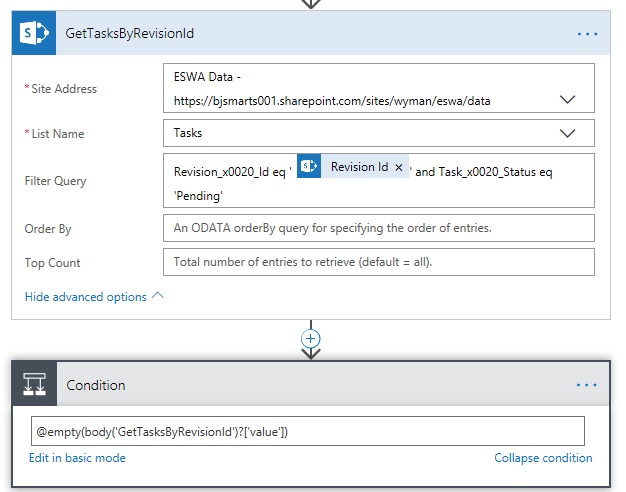 GetTasksByRevisionId
...
* Site Address
ESWA Data -
https://bjsmarts001.sharepoint.com/sites/wyman/eswa/data
* List Name
Tasks
Filter Query
Revision_x0020_Id eq ' Revision Id × ' and Task_x0020_Status eq
'Pending'
Order By
An ODATA orderBy query for specifying the order of entries.
Top Count
Total number of entries to retrieve (default = all).
Hide advanced options
Condition
...
@empty(body('GetTasksByRevisionId')?['value'])
Edit in basic mode
Collapse condition